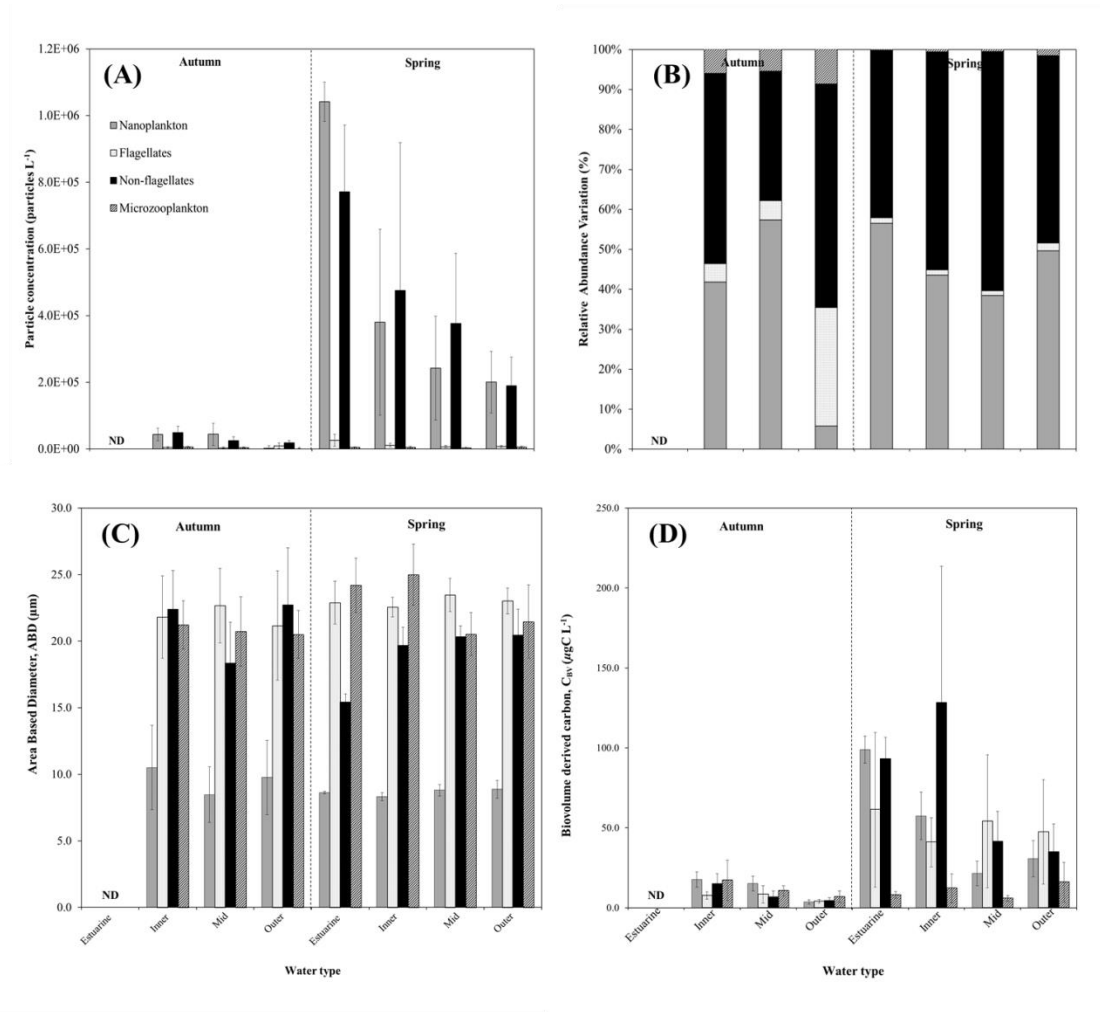 (A)
Autumn
Spring
Particle concentration (particles L⁻¹)
1.2E+06
1.0E+06
8.0E+05
6.0E+05
4.0E+05
2.0E+05
0.0E+00
Nanoplankton
Flagellates
Non-flagellates
Microzooplankton
ND
(B)
Autumn
Spring
Relative Abundance Variation (%)
100%
90%
80%
70%
60%
50%
40%
30%
20%
10%
0%
ND
(C)
Autumn
Spring
Area Based Diameter, ABD (µm)
30.0
25.0
20.0
15.0
10.0
5.0
0.0
ND
Estuarine
Inner
Mid
Outer
Estuarine
Inner
Mid
Outer
Water type
(D)
Autumn
Spring
Biovolume derived carbon, C_BV (µgC L⁻¹)
250.0
200.0
150.0
100.0
50.0
0.0
ND
Estuarine
Inner
Mid
Outer
Estuarine
Inner
Mid
Outer
Water type